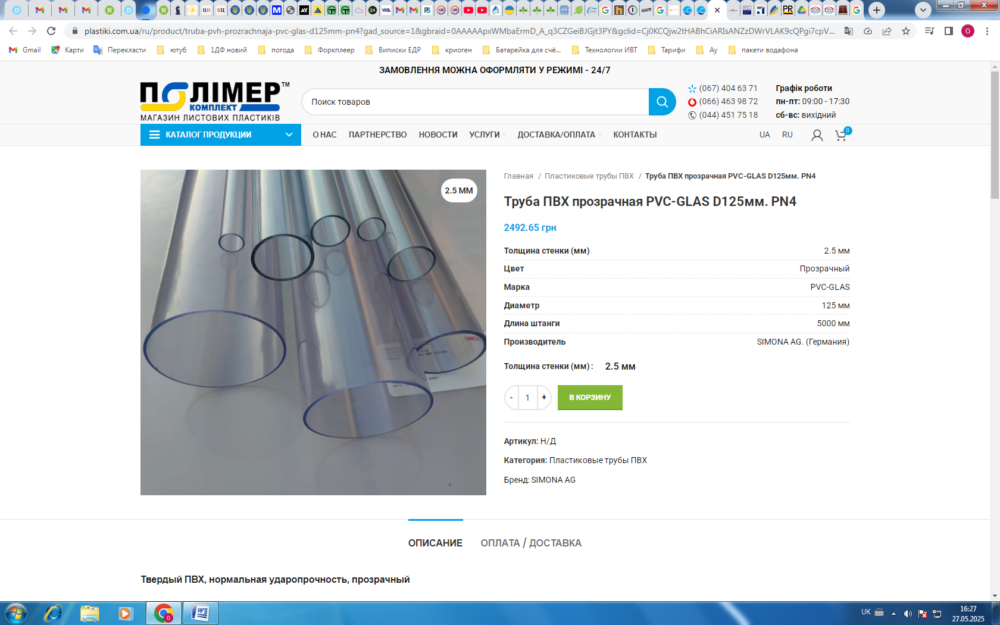 plastiki.com.ua/ru/product/truba-pvh-prozrachnaja-pvc-glas-d125mm-pn4?gad_source=1&gbraid=0AAAAApxWMbaErmD_A_q3CZGeiBJGjt3PY&gclid=Cj0KCQjw2tHABhCiARIsANZzDWrVLAK9cQPgi7cpV...
Gmail Карти Перекласти ютуб 1ДФ новий погода Форкплеер Виписки ЕДР криоген Батарейка для счё... Технологии ИВТ Тарифи Ау пакети водафона
ЗАМОВЛЕННЯ МОЖНА ОФОРМЛЯТИ У РЕЖИМІ - 24/7
ПОЛІМЕР TM
КОМПЛЕКТ
МАГАЗИН ЛИСТОВИХ ПЛАСТИКІВ
Поиск товаров
(067) 404 63 71
(066) 463 98 72
(044) 451 75 18
Графік роботи
пн-пт: 09:00 - 17:30
сб-вс: вихідний
КАТАЛОГ ПРОДУКЦИИ О НАС ПАРТНЕРСТВО НОВОСТИ УСЛУГИ ДОСТАВКА/ОПЛАТА КОНТАКТЫ UA RU 0
2.5 ММ
Главная / Пластиковые трубы ПВХ / Труба ПВХ прозрачная PVC-GLAS D125мм. PN4
Труба ПВХ прозрачная PVC-GLAS D125мм. PN4
2492.65 грн
Толщина стенки (мм) 2.5 мм
Цвет Прозрачный
Марка PVC-GLAS
Диаметр 125 мм
Длина штанги 5000 мм
Производитель SIMONA AG. (Германия)
Толщина стенки (мм) : 2.5 мм
- 1 + В КОРЗИНУ
Артикул: Н/Д
Категория: Пластиковые трубы ПВХ
Бренд: SIMONA AG
ОПИСАНИЕ ОПЛАТА / ДОСТАВКА
Твердый ПВХ, нормальная ударопрочность, прозрачный
UK
16:27
27.05.2025